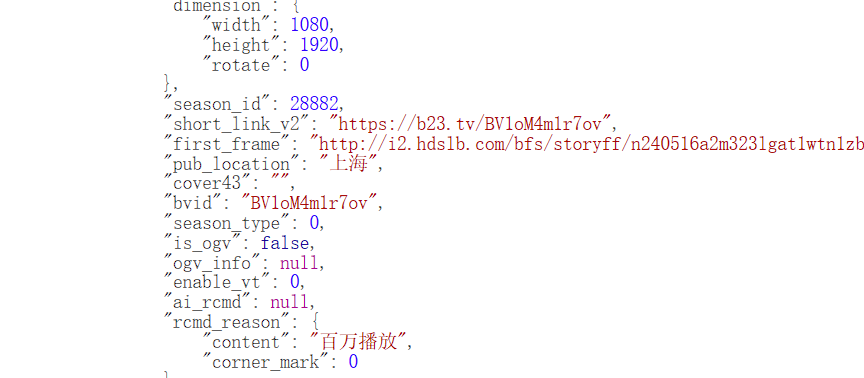 dimension": {
"width": 1080,
"height": 1920,
"rotate": 0
},
"season_id": 28882,
"short_link_v2": "https://b23.tv/BV1oM4m1r7ov",
"first_frame": "http://i2.hdslb.com/bfs/storyff/n240516a2m3231gat1wtn1zb
"pub_location": "上海",
"cover43": "",
"bvid": "BV1oM4m1r7ov",
"season_type": 0,
"is_ogv": false,
"ogv_info": null,
"enable_vt": 0,
"ai_rcmd": null,
"rcmd_reason": {
"content": "百万播放",
"corner_mark": 0
}